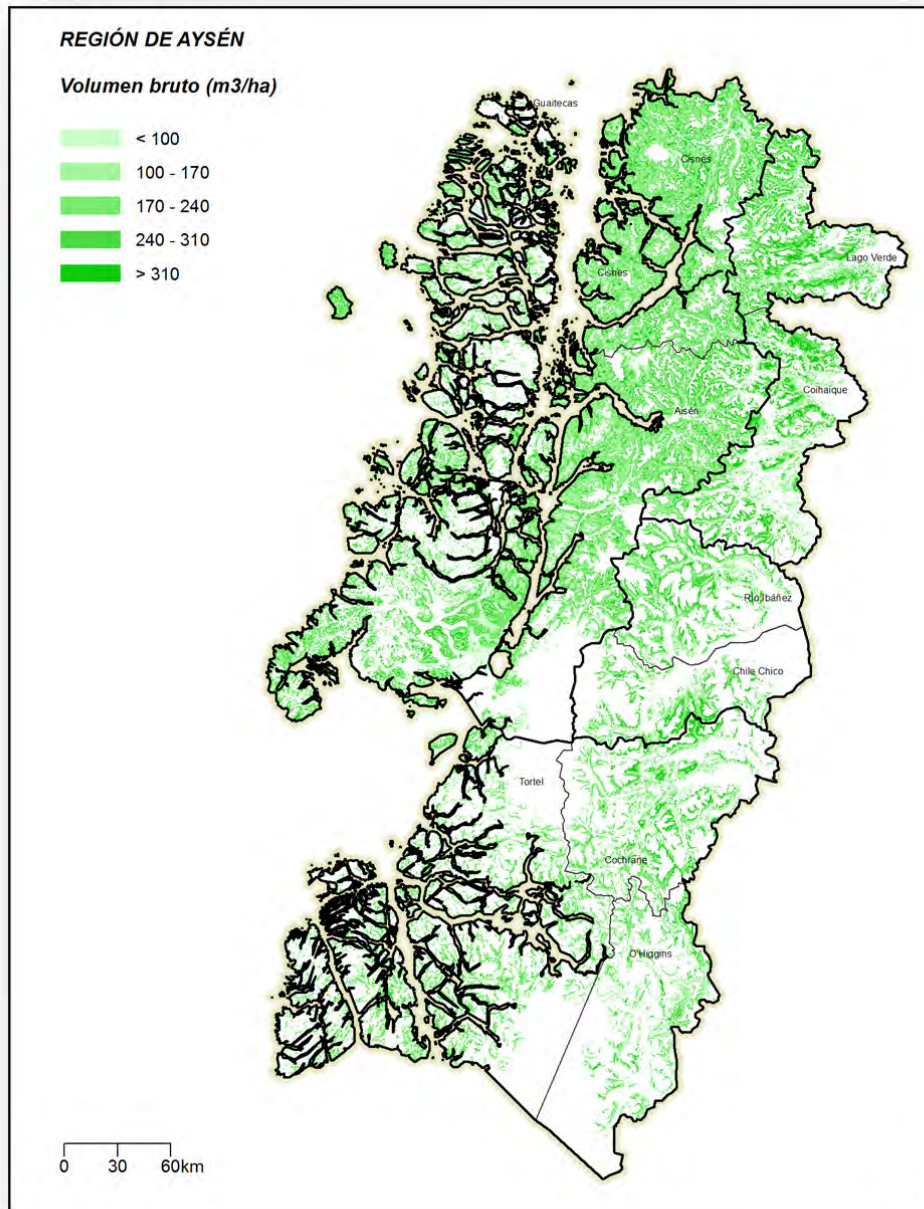 REGIÓN DE AYSÉN
Volumen bruto (m3/ha)
< 100
100 - 170
170 - 240
240 - 310
> 310
Guaitecas
Cisnes
Lago Verde
Cisnes
Coihaique
Aisén
Río Ibáñez
Chile Chico
Tortel
Cochrane
O'Higgins
0 30 60km